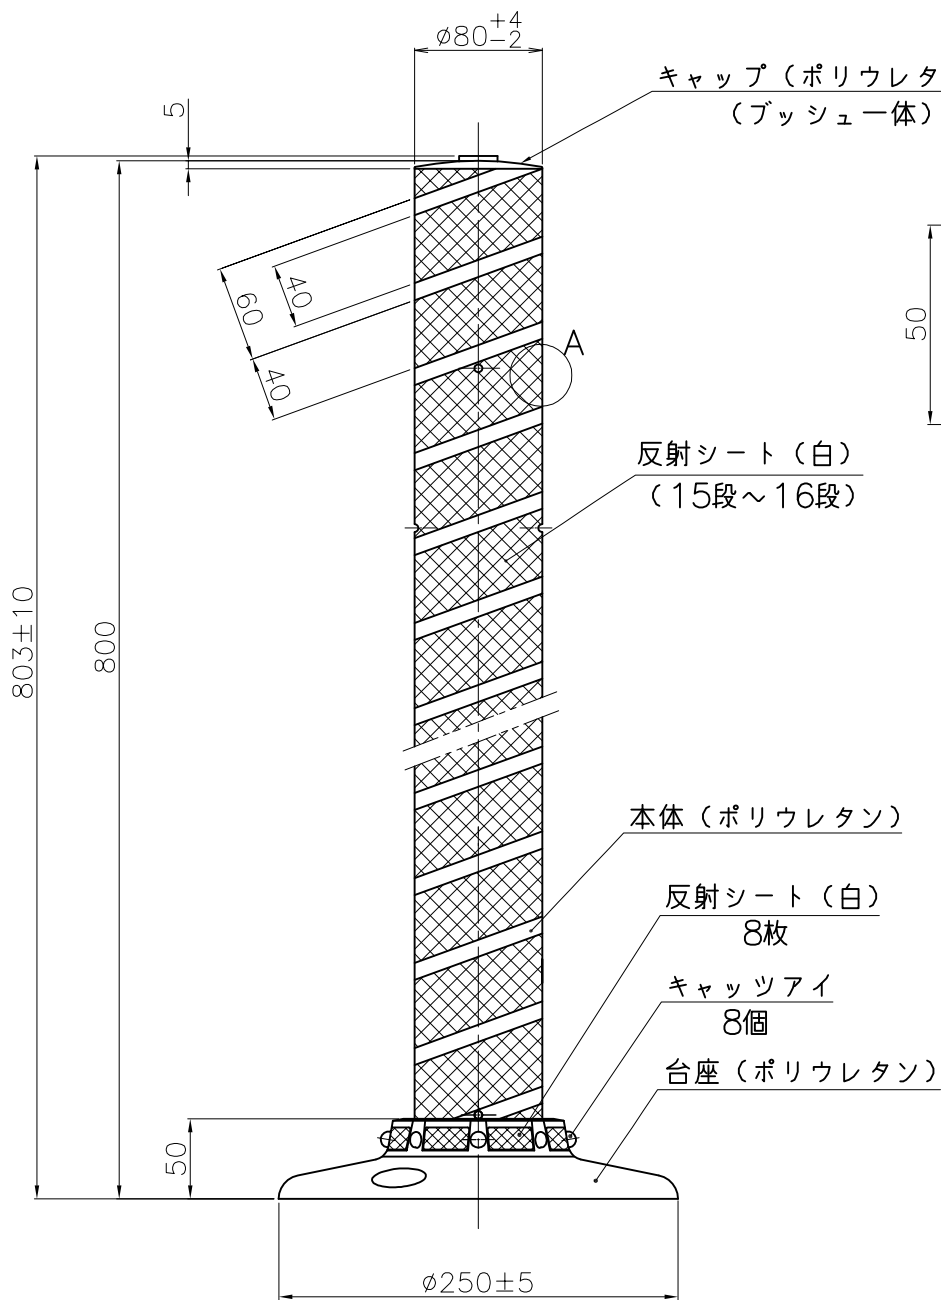 ⌀80+4-2
キャップ（ポリウレタ
（ブッシュ一体）
5
60
40
40
A
50
反射シート（白）
（15段～16段）
803±10
800
本体（ポリウレタン）
反射シート（白）
8枚
キャッツアイ
8個
台座（ポリウレタン）
50
⌀250±5